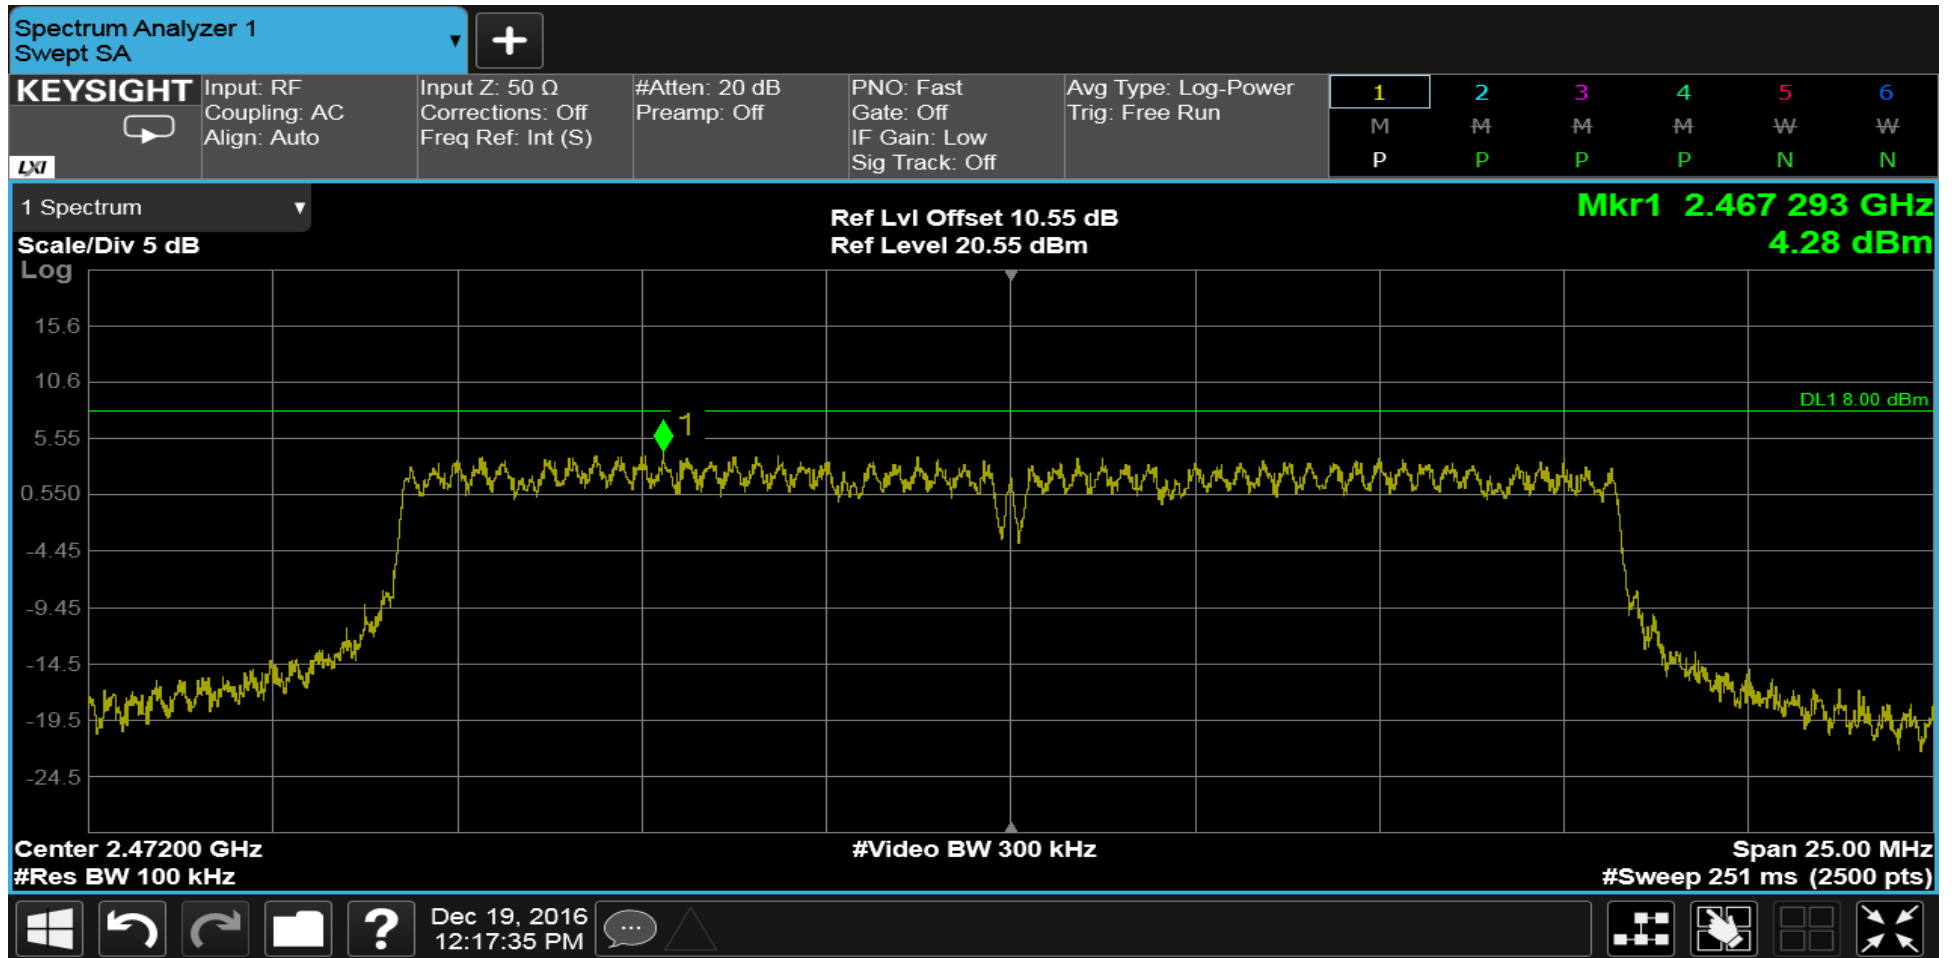 Spectrum Analyzer 1
Swept SA
KEYSIGHT
LXI
Input: RF
Coupling: AC
Align: Auto
Input Z: 50 Ω
Corrections: Off
Freq Ref: Int (S)
#Atten: 20 dB
Preamp: Off
PNO: Fast
Gate: Off
IF Gain: Low
Sig Track: Off
Avg Type: Log-Power
Trig: Free Run
1 2 3 4 5 6
M M M M W W
P P P P N N
1 Spectrum
Scale/Div 5 dB
Log
Ref Lvl Offset 10.55 dB
Ref Level 20.55 dBm
Mkr1 2.467 293 GHz
4.28 dBm
15.6
10.6
DL1 8.00 dBm
1
5.55
0.550
-4.45
-9.45
-14.5
-19.5
-24.5
Center 2.47200 GHz
#Res BW 100 kHz
#Video BW 300 kHz
Span 25.00 MHz
#Sweep 251 ms (2500 pts)
?
Dec 19, 2016
12:17:35 PM